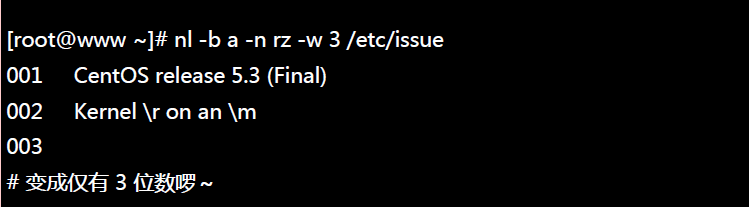 [root@www ~]# nl -b a -n rz -w 3 /etc/issue
001 CentOS release 5.3 (Final)
002 Kernel \r on an \m
003
# 变成仅有 3 位数啰~